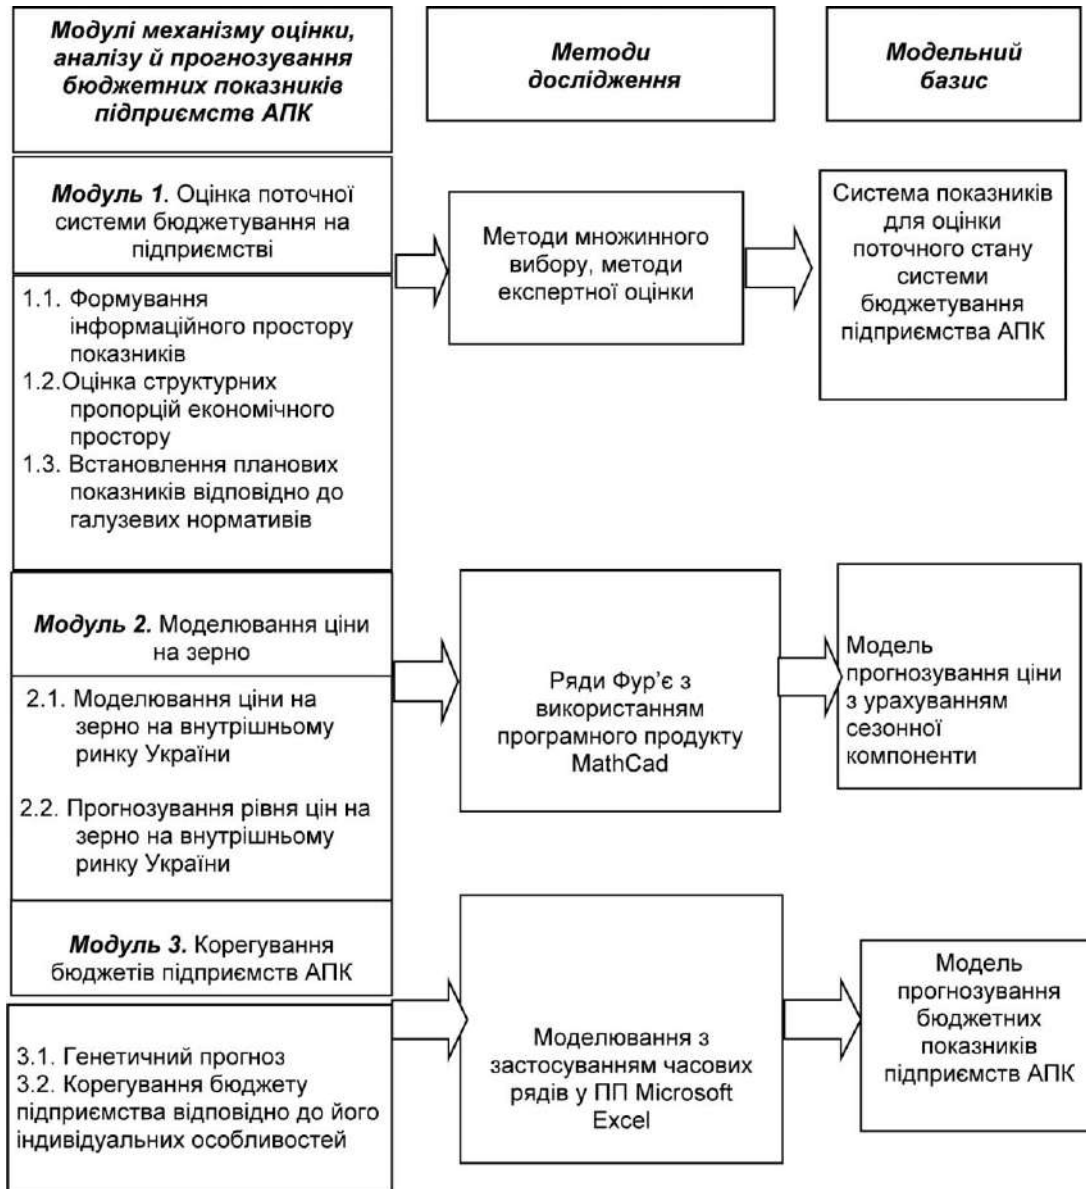 Модулі механізму оцінки,
аналізу й прогнозування
бюджетних показників
підприємств АПК
Методи
дослідження
Модельний
базис
Модуль 1. Оцінка поточної
системи бюджетування на
підприємстві
1.1. Формування
інформаційного простору
показників
1.2.Оцінка структурних
пропорцій економічного
простору
1.3. Встановлення планових
показників відповідно до
галузевих нормативів
Методи множинного
вибору, методи
експертної оцінки
Система показників
для оцінки
поточного стану
системи
бюджетування
підприємства АПК
Модуль 2. Моделювання ціни
на зерно
2.1. Моделювання ціни на
зерно на внутрішньому
ринку України
2.2. Прогнозування рівня цін на
зерно на внутрішньому
ринку України
Ряди Фур’є з
використанням
програмного продукту
MathCad
Модель
прогнозування ціни
з урахуванням
сезонної
компоненти
Модуль 3. Корегування
бюджетів підприємств АПК
3.1. Генетичний прогноз
3.2. Корегування бюджету
підприємства відповідно до його
індивідуальних особливостей
Моделювання з
застосуванням часових
рядів у ПП Microsoft
Excel
Модель
прогнозування
бюджетних
показників
підприємств АПК